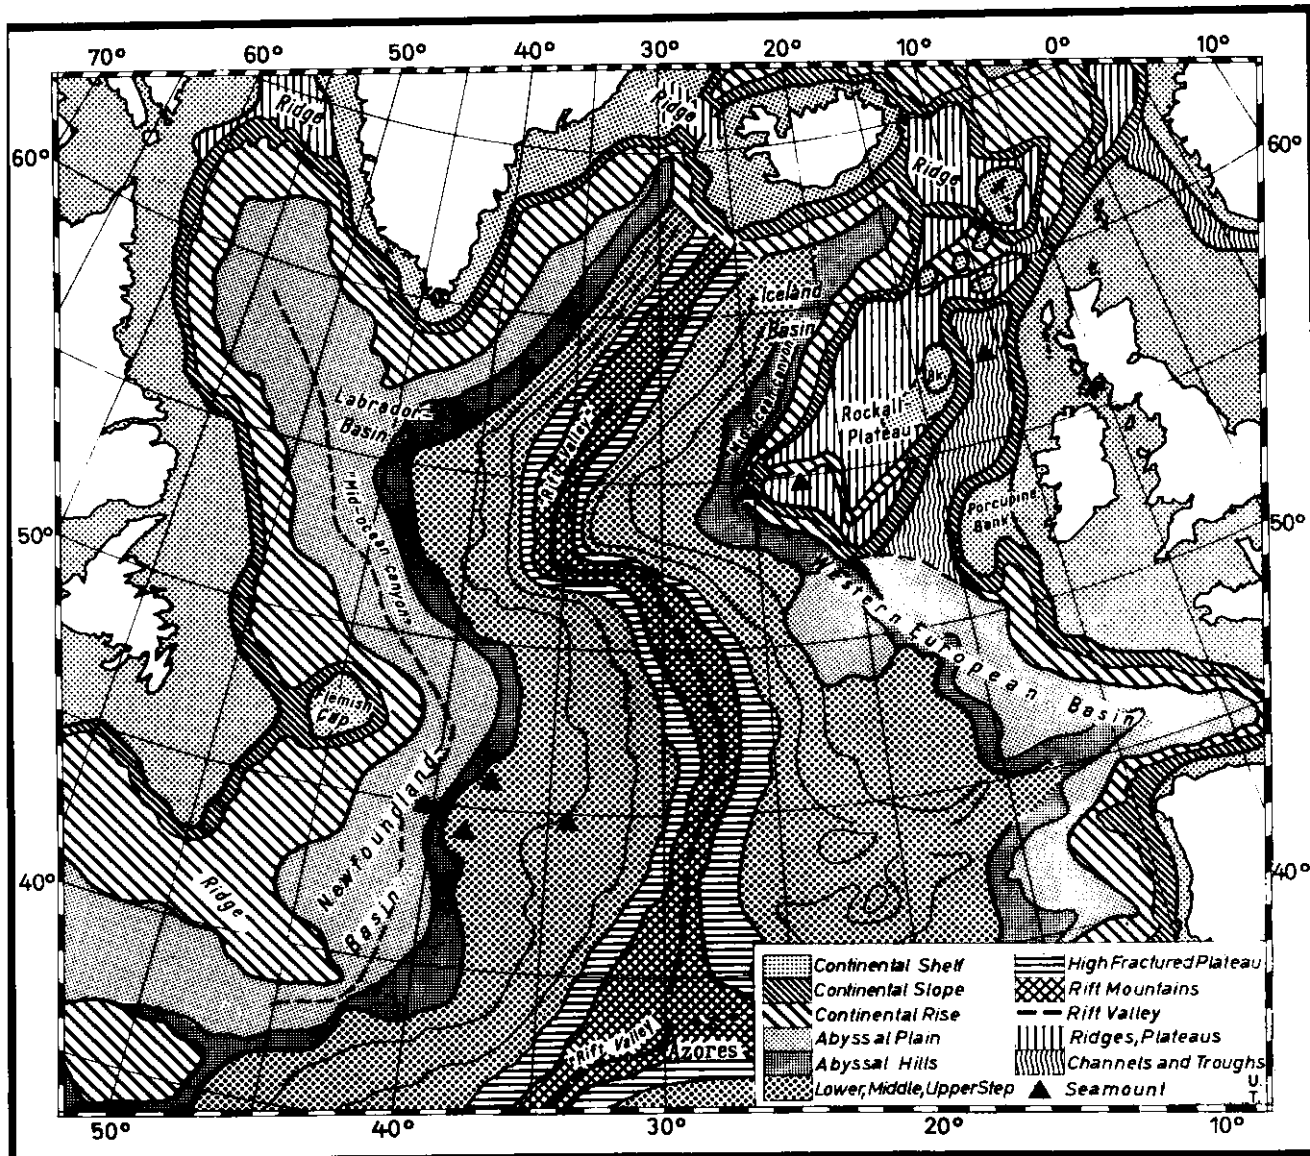 70° 60° 50° 40° 30° 20° 10° 0° 10°
Ridge
Ridge
60°
60°
Ridge
Iceland
Basin
Labrador
Basin
Rockall
Plateau
Rift Valley
"Mid-ocean canyon"
Porcupine
Bank
50°
50°
Western European Basin
Flemish
cap
Newfoundland
Basin
40°
40°
Ridge
"Rift Valley"
Azores
Continental Shelf
Continental Slope
Continental Rise
Abyssal Plain
Abyssal Hills
Lower, Middle, Upper Step
High Fractured Plateau
Rift Mountains
Rift Valley
Ridges, Plateaus
Channels and Troughs
Seamount
U
T.
50° 40° 30° 20° 10°